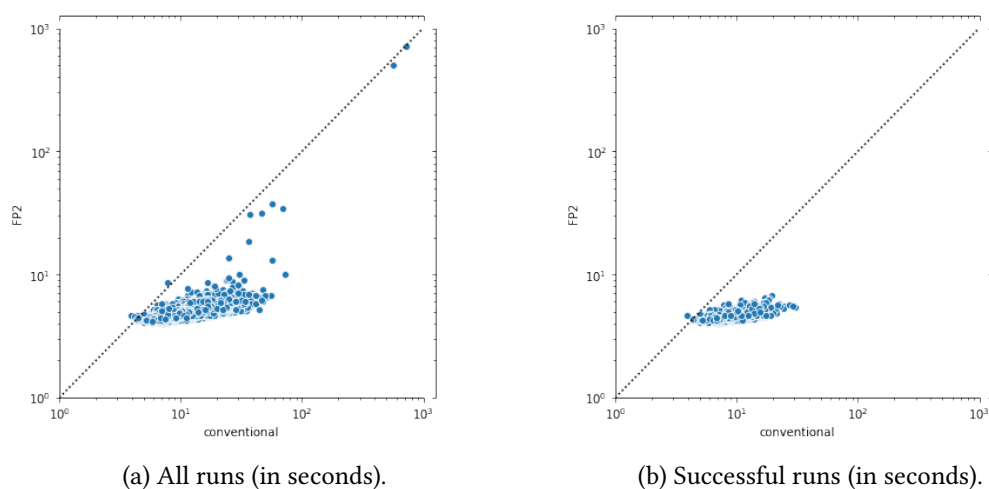 10³
10²
10¹
10⁰
FP2
10⁰ 10¹ 10² 10³
conventional
(a) All runs (in seconds).
10³
10²
10¹
10⁰
FP2
10⁰ 10¹ 10² 10³
conventional
(b) Successful runs (in seconds).